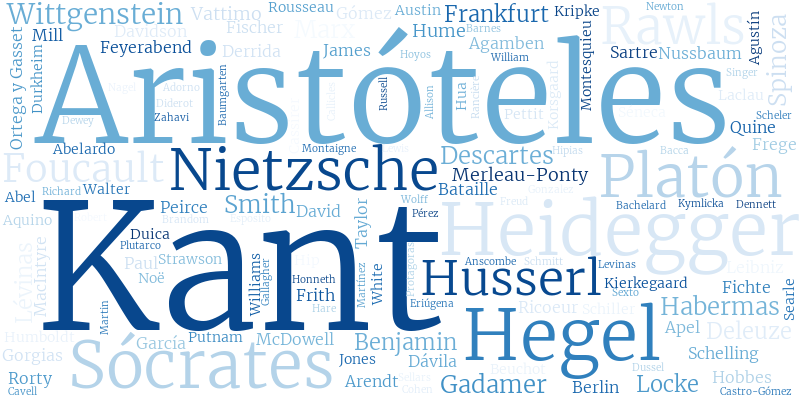 Wittgenstein
Vattimo
Rousseau
Gómez
Austin
Frankfurt
Kripke
Newton
Rawls
Mill
Davidson
Fischer
Marx
Hume
Barnes
Feyerabend
Derrida
James
Agamben
Sartre
Nussbaum
Agustín
Ortega y Gasset
Durkheim
Hoyos
William
Montesquieu
Spinoza
Aristóteles
Nagel
Adorno
Diderot
Dewey
Zahavi
Baumgarten
Russell
Allison
Hua
Rancière
Pettit
Korsgaard
Singer
Laclau
Scheler
Quine
Frege
Abelardo
Montaigne
Descartes
Hipias
Bacca
Foucault
Nietzsche
Merleau-Ponty
Platón
Abel
Richard
Walter
Bataille
Gonzalez
Freud
Bachelard
Kymlicka
Dennett
Aquino
Peirce
Smith
David
Wolff
Pérez
Brandom
Esposito
Taylor
Heidegger
Lévinas
MacIntyre
Duica
Plutarco
Paul
Strawson
Noë
Kant
Protágoras
Anscombe
Schmitt
Levinas
Leibniz
Williams
Gallagher
Honneth
Martínez
White
Husserl
Kierkegaard
Fichte
Searle
Martin
Frith
Hare
Eriúgena
Ricoeur
Sexto
Schiller
Habermas
Humboldt
Gorgias
García
Putnam
McDowell
Benjamin
Hegel
Apel
Deleuze
Sócrates
Jones
Dávila
Beuchot
Schelling
Dussel
Rorty
Cavell
Arendt
Cohen
Gadamer
Berlin
Locke
Hobbes
Castro-Gómez